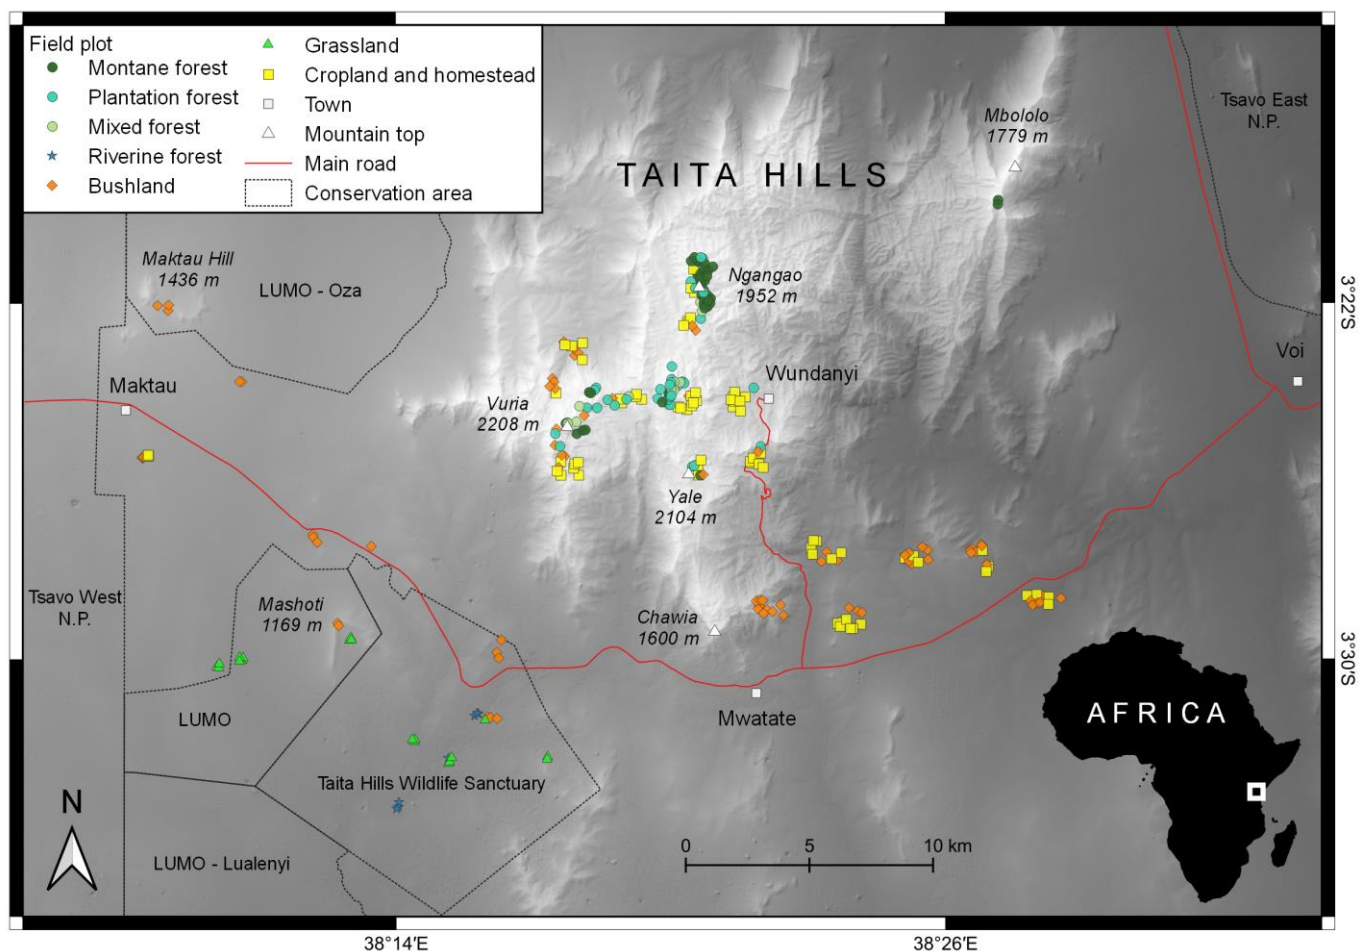 Field plot
Montane forest
Plantation forest
Mixed forest
Riverine forest
Bushland
Grassland
Cropland and homestead
Town
Mountain top
Main road
Conservation area
Tsavo East
N.P.
Mbololo
1779 m
TAITA HILLS
Maktau Hill
1436 m
LUMO - Oza
Ngangao
1952 m
3°22'S
Voi
Maktau
Wundanyi
Vuria
2208 m
Yale
2104 m
Tsavo West
N.P.
Mashoti
1169 m
Chawia
1600 m
3°30'S
LUMO
Mwatate
AFRICA
Taita Hills Wildlife Sanctuary
N
LUMO - Lualenyi
0
5
10 km
38°14'E
38°26'E